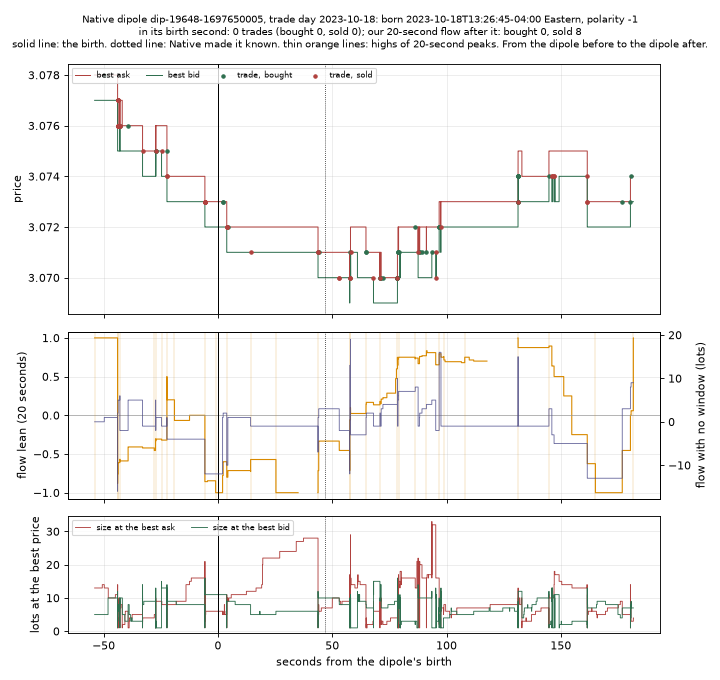 Native dipole dip-19648-1697650005, trade day 2023-10-18: born 2023-10-18T13:26:45-04:00 Eastern, polarity -1
in its birth second: 0 trades (bought 0, sold 0); our 20-second flow after it: bought 0, sold 8
solid line: the birth. dotted line: Native made it known. thin orange lines: highs of 20-second peaks. From the dipole before to the dipole after.
best ask
best bid
trade, bought
trade, sold
3.078
3.076
3.074
3.072
3.070
price
1.0
0.5
0.0
−0.5
−1.0
flow lean (20 seconds)
20
10
0
−10
flow with no window (lots)
size at the best ask
size at the best bid
30
20
10
0
lots at the best price
−50
0
50
100
150
seconds from the dipole's birth